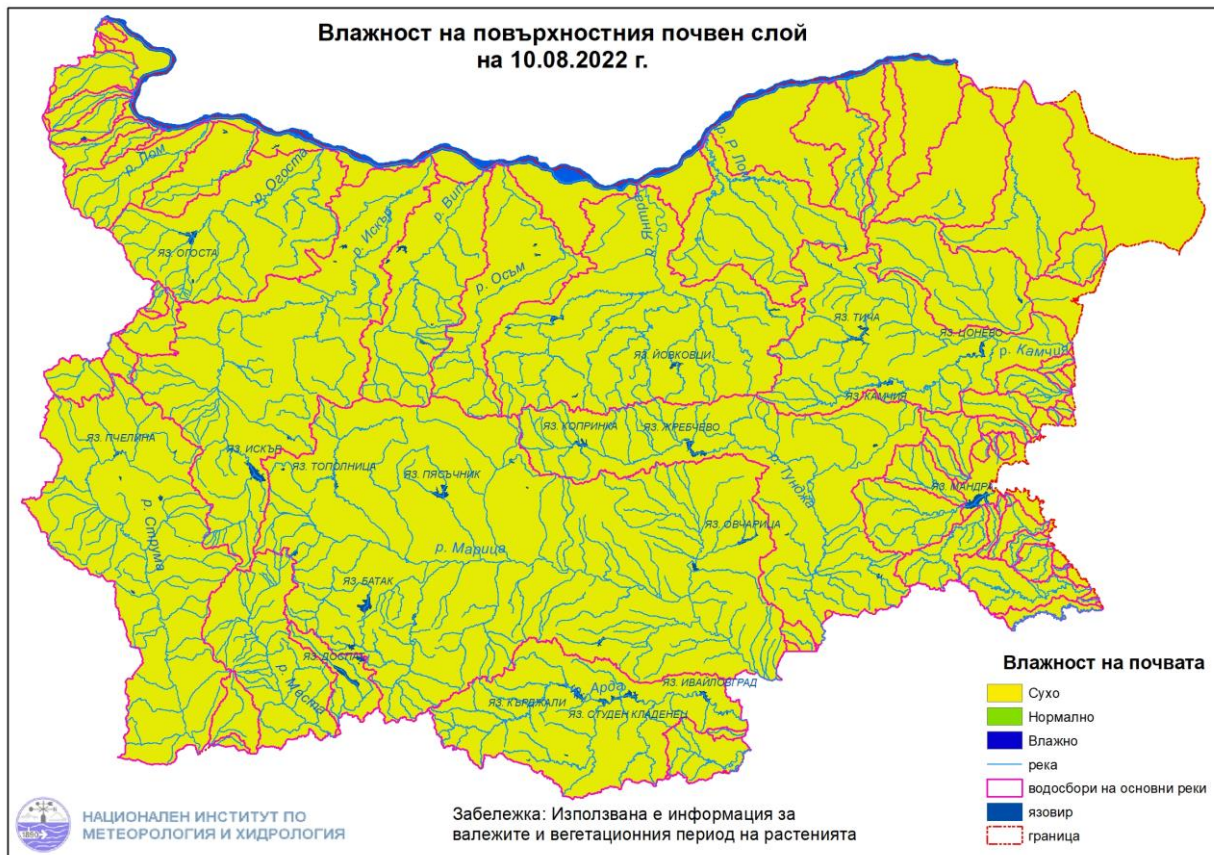 Влажност на повърхностния почвен слой
на 10.08.2022 г.
р. Лом
р. Огоста
р. Искър
р. Вит
р. Осъм
р. Янтра
р. Р Лом
ЯЗ. ОГОСТА
ЯЗ. ТИЧА
ЯЗ. ЦОНЕВО
р. Камчия
ЯЗ. ЙОВКОВЦИ
ЯЗ. КАМЧИЯ
ЯЗ. КОПРИНКА
ЯЗ. ЖРЕБЧЕВО
ЯЗ. ПЧЕЛИНА
ЯЗ. ИСКЪР
ЯЗ. ТОПОЛНИЦА
ЯЗ. ПЯСЪЧНИК
р. Тунджа
ЯЗ. МАНДРА
р. Струма
ЯЗ. ОВЧАРИЦА
р. Марица
ЯЗ. БАТАК
ЯЗ. ДОСПАТ
р. Места
р. Арда
ЯЗ. ИВАЙЛОВГРАД
ЯЗ. КЪРДЖАЛИ
ЯЗ. СТУДЕН КЛАДЕНЕЦ
Влажност на почвата
Сухо
Нормално
Влажно
река
водосбори на основни реки
язовир
граница
НАЦИОНАЛЕН ИНСТИТУТ ПО
МЕТЕОРОЛОГИЯ И ХИДРОЛОГИЯ
Забележка: Използвана е информация за
валежите и вегетационния период на растенията